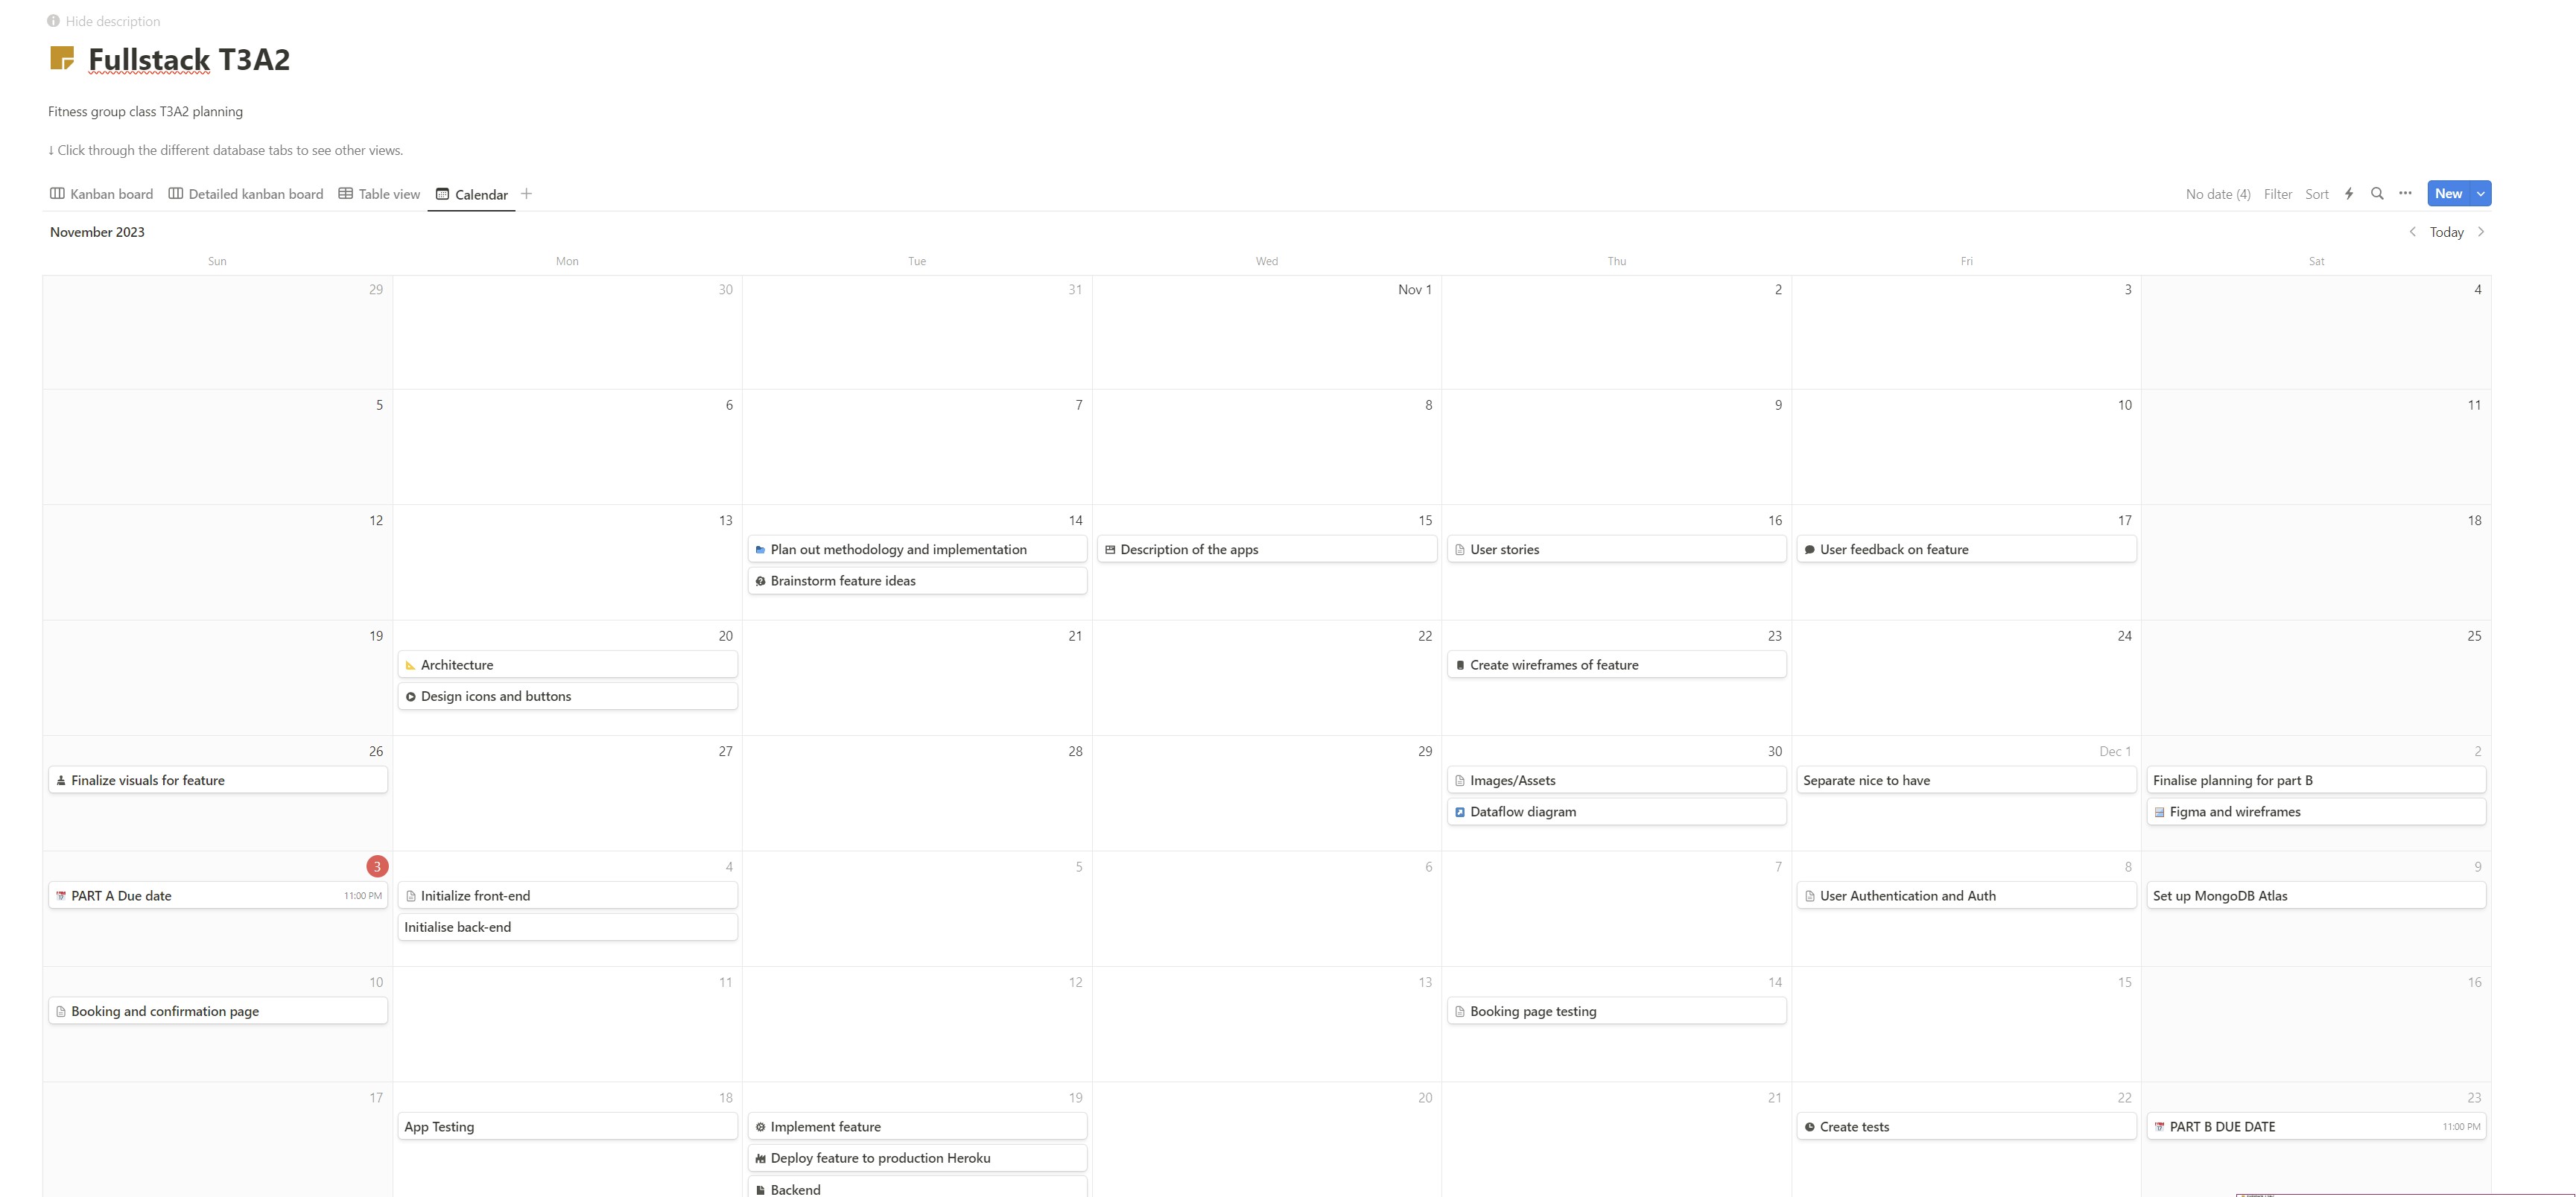 Hide description
Fullstack T3A2
Fitness group class T3A2 planning
↓ Click through the different database tabs to see other views.
Kanban board Detailed kanban board Table view Calendar + No date (4) Filter Sort ... New
November 2023 < Today >
Sun Mon Tue Wed Thu Fri Sat
29 30 31 Nov 1 2 3 4
5 6 7 8 9 10 11
12 13 14 15 16 17 18
Plan out methodology and implementation Description of the apps User stories User feedback on feature
Brainstorm feature ideas
19 20 21 22 23 24 25
Architecture Create wireframes of feature
Design icons and buttons
26 27 28 29 30 Dec 1 2
Finalize visuals for feature Images/Assets Separate nice to have Finalise planning for part B
Dataflow diagram Figma and wireframes
3 4 5 6 7 8 9
PART A Due date 11:00 PM Initialize front-end User Authentication and Auth Set up MongoDB Atlas
Initialise back-end
10 11 12 13 14 15 16
Booking and confirmation page Booking page testing
17 18 19 20 21 22 23
App Testing Implement feature Create tests PART B DUE DATE 11:00 PM
Deploy feature to production Heroku
Backend